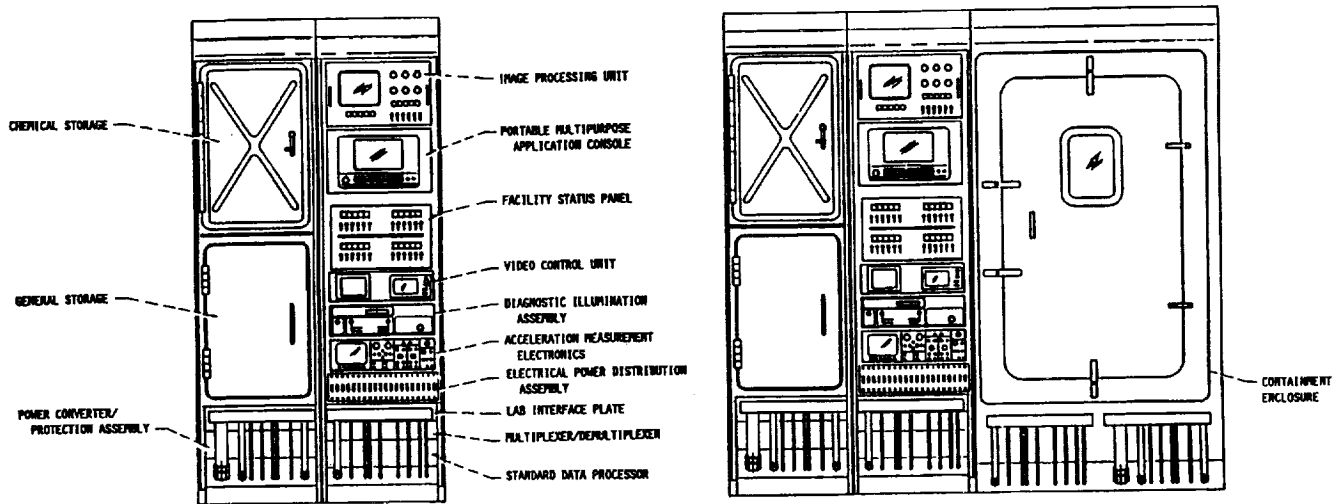 IMAGE PROCESSING UNIT
CHEMICAL STORAGE
PORTABLE MULTIPURPOSE
APPLICATION CONSOLE
FACILITY STATUS PANEL
VIDEO CONTROL UNIT
GENERAL STORAGE
DIAGNOSTIC ILLUMINATION
ASSEMBLY
ACCELERATION MEASUREMENT
ELECTRONICS
ELECTRICAL POWER DISTRIBUTION
ASSEMBLY
POWER CONVERTER/
PROTECTION ASSEMBLY
LAB INTERFACE PLATE
MULTIPLEXER/DEMULTIPLEXER
STANDARD DATA PROCESSOR
CONTAINMENT
ENCLOSURE